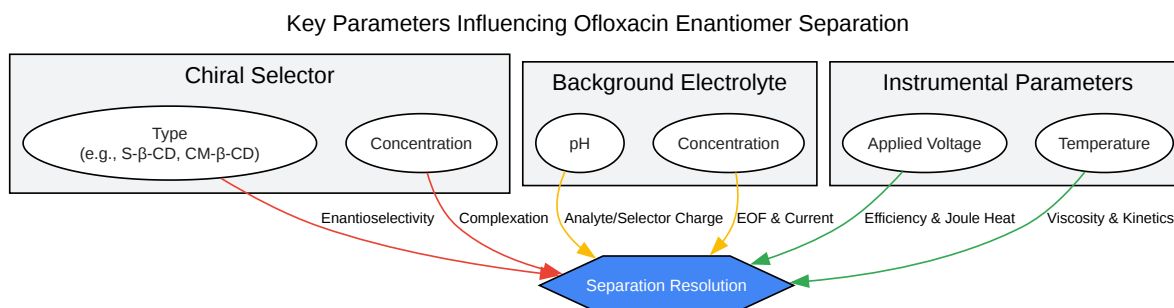 Key Parameters Influencing Ofloxacin Enantiomer Separation
Chiral Selector
Background Electrolyte
Instrumental Parameters
Type
(e.g., S-β-CD, CM-β-CD)
Concentration
pH
Concentration
Applied Voltage
Temperature
Enantioselectivity
Complexation
Analyte/Selector Charge
EOF & Current
Efficiency & Joule Heat
Viscosity & Kinetics
Separation Resolution